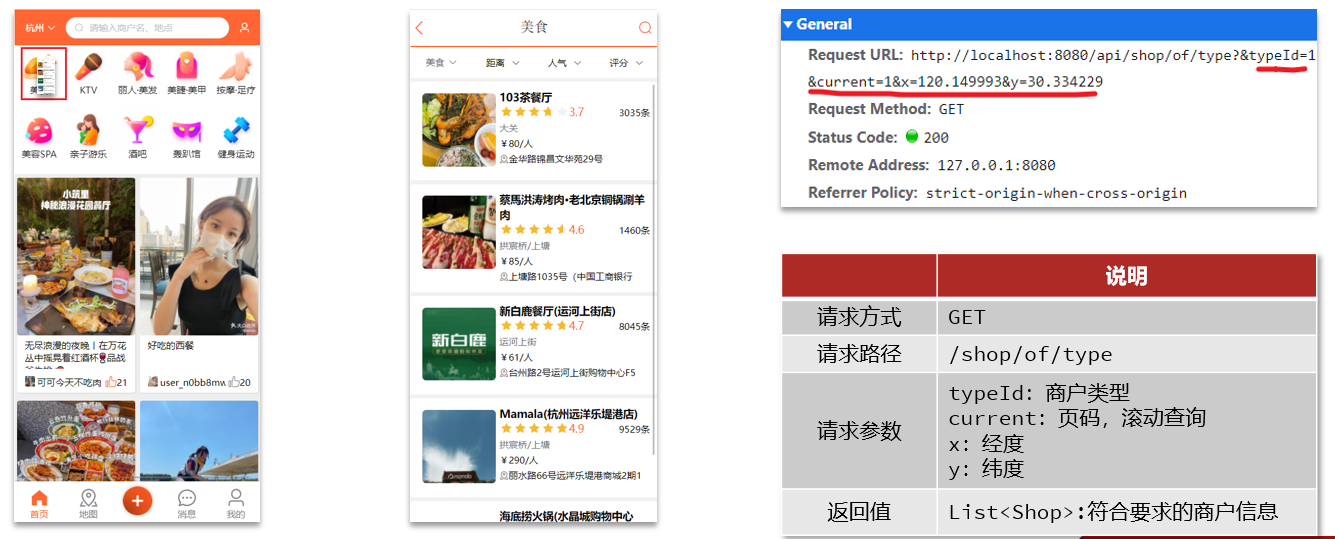 杭州
请输入商户名、地点
美
KTV
丽人·美发
美睫·美甲
按摩·足疗
美容SPA
亲子游乐
酒吧
轰趴馆
健身运动
小筑里
神秘浪漫花园餐厅
无尽浪漫的夜晚丨在万花
丛中摇晃着红酒杯🍷品战
可可今天不吃肉
21
好吃的西餐
user_n0bb8mw
20
首页
地图
消息
我的
美食
美食
距离
人气
评分
103茶餐厅
3.7
3035条
大关
￥80/人
金华路锦昌文华苑29号
蔡馬洪涛烤肉·老北京铜锅涮羊
肉
4.6
1460条
拱宸桥/上塘
￥85/人
上塘路1035号（中国工商银行
新白鹿
新白鹿餐厅(运河上街店)
4.7
8045条
运河上街
￥61/人
台州路2号运河上街购物中心F5
Mamala(杭州远洋乐堤港店)
4.9
9529条
拱宸桥/上塘
￥290/人
丽水路66号远洋乐堤港商城2期1
海底捞火锅(水晶城购物中心
General
Request URL: http://localhost:8080/api/shop/of/type?&typeId=1
&current=1&x=120.149993&y=30.334229
Request Method: GET
Status Code: 200
Remote Address: 127.0.0.1:8080
Referrer Policy: strict-origin-when-cross-origin
说明
请求方式 GET
请求路径 /shop/of/type
请求参数
typeId: 商户类型
current: 页码，滚动查询
x: 经度
y: 纬度
返回值 List<Shop>:符合要求的商户信息